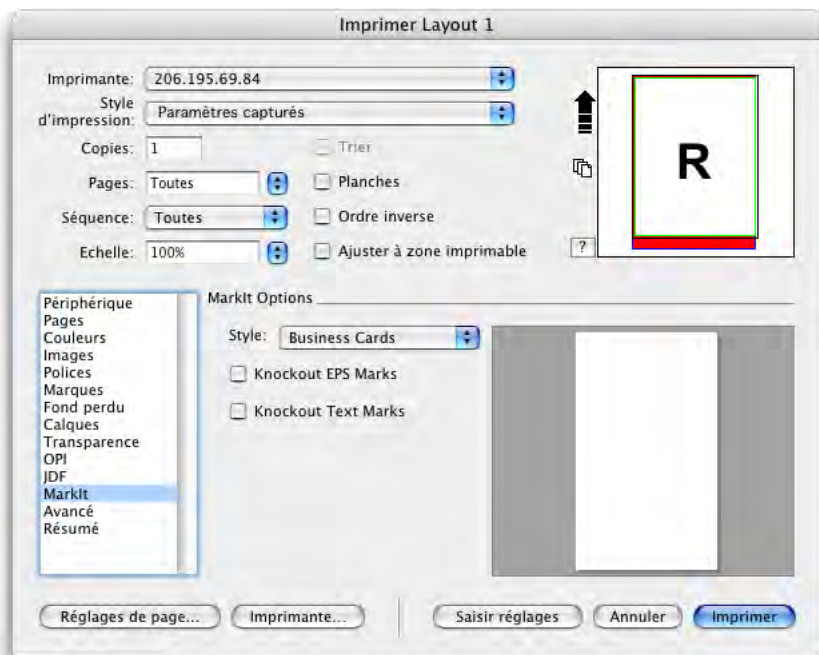 Imprimer Layout 1
Imprimante: 206.195.69.84
Style d'impression: Paramètres capturés
Copies: 1 Trier
Pages: Toutes Planches
Séquence: Toutes Ordre inverse
Echelle: 100% Ajuster à zone imprimable
R
?
Périphérique
Pages
Couleurs
Images
Polices
Marques
Fond perdu
Calques
Transparence
OPI
JDF
MarkIt
Avancé
Résumé
MarkIt Options
Style: Business Cards
Knockout EPS Marks
Knockout Text Marks
Réglages de page... Imprimante... Saisir réglages Annuler Imprimer